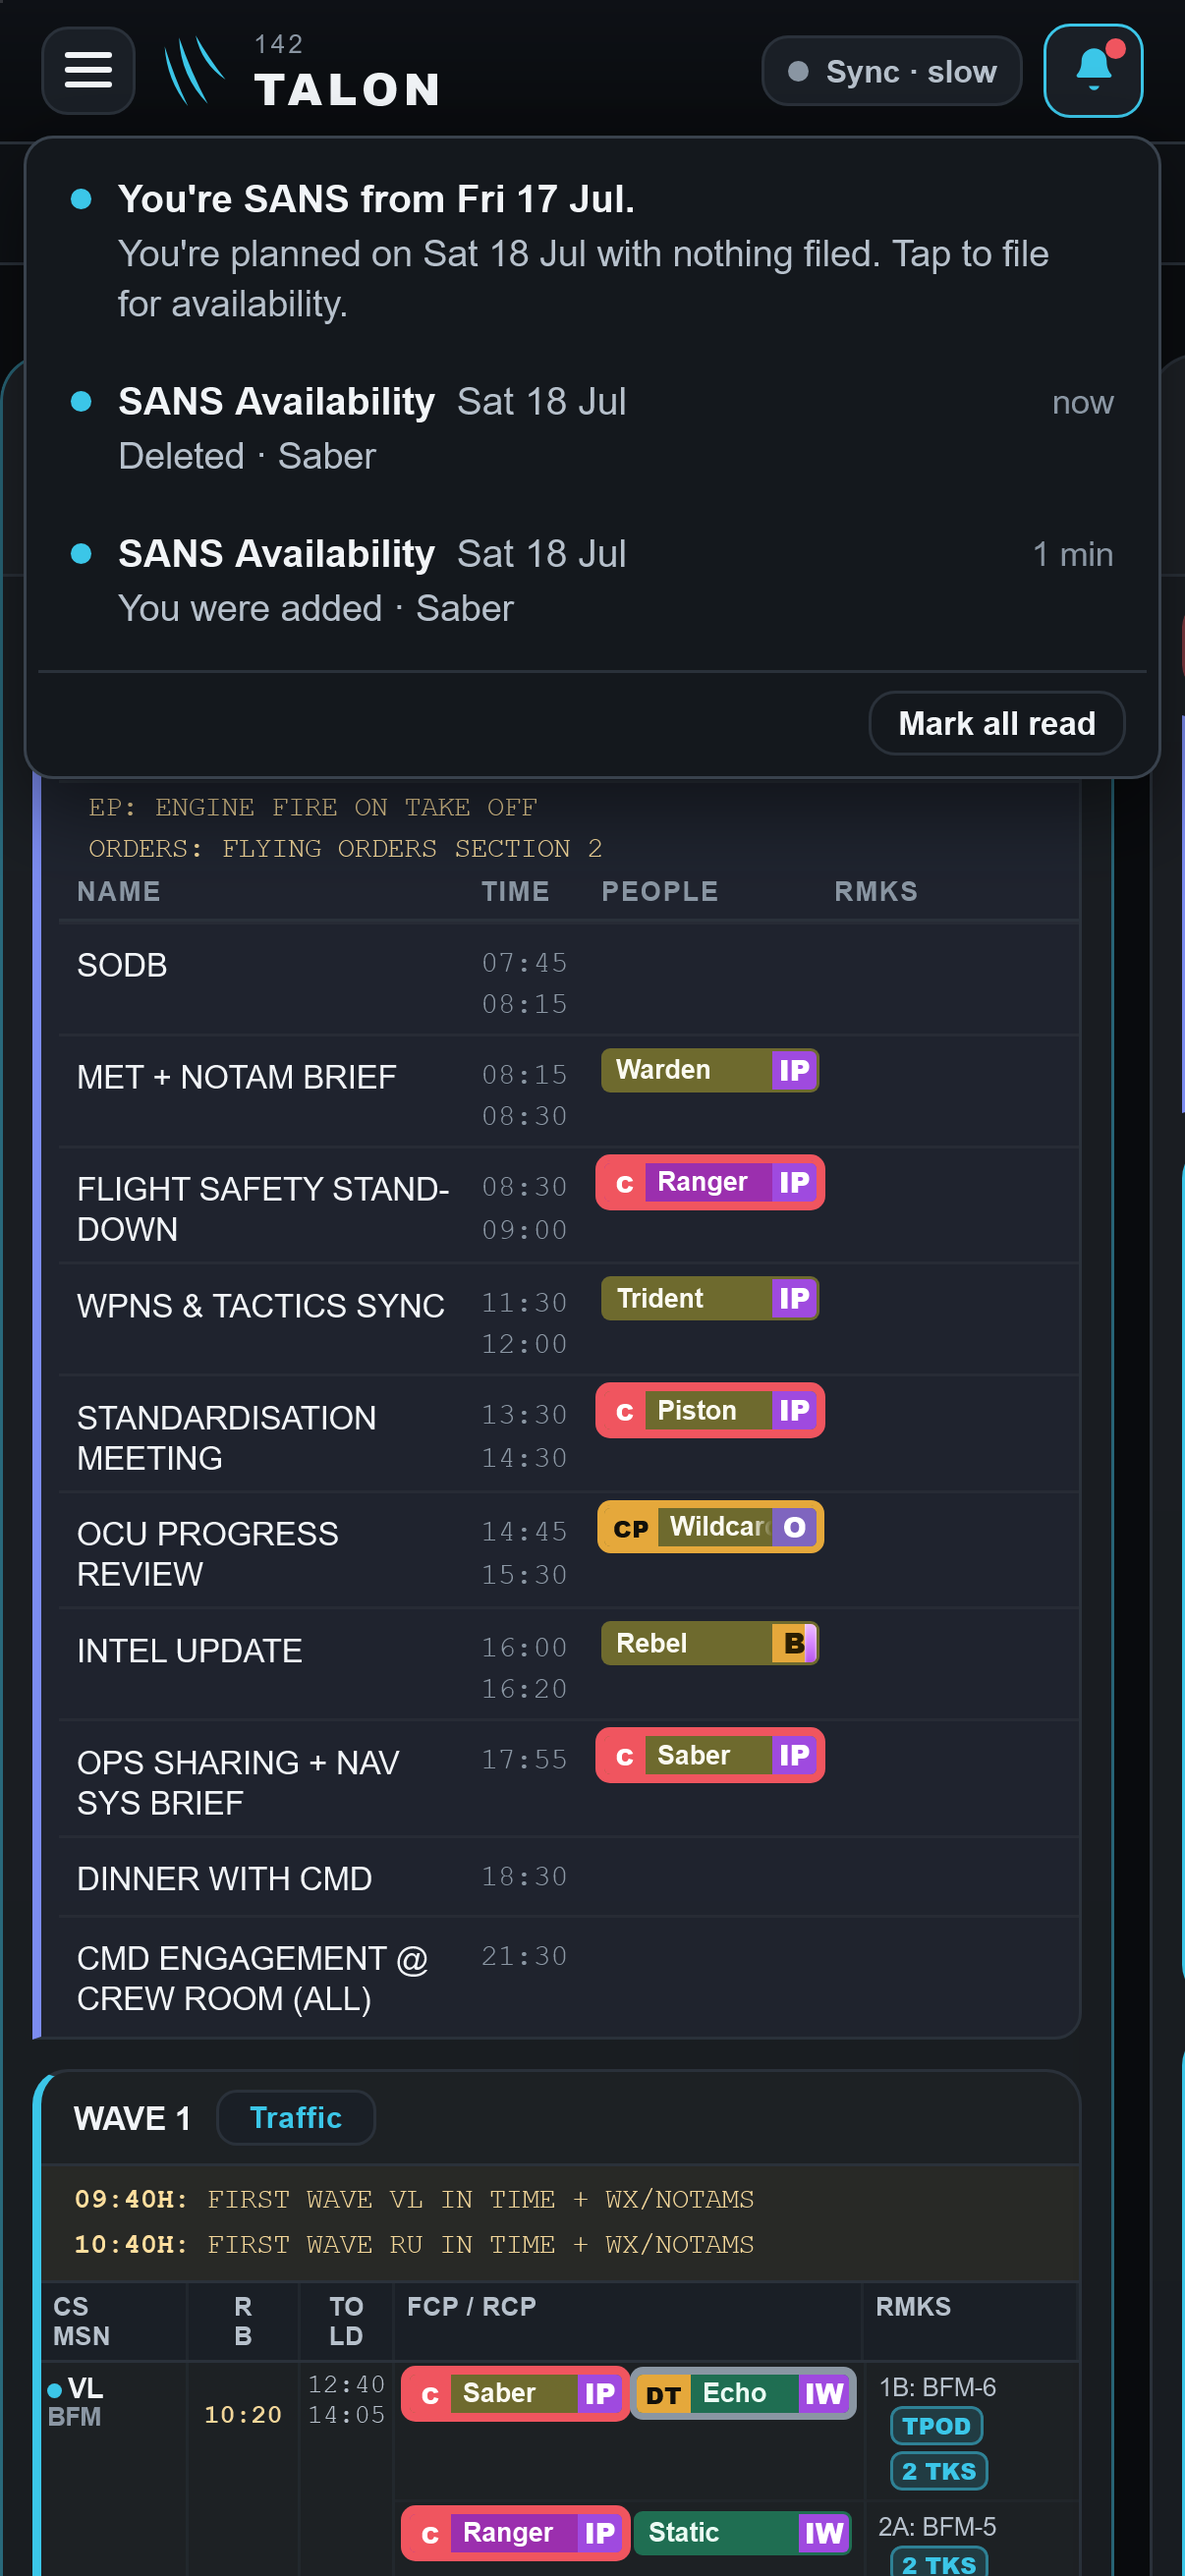 142
TALON
Sync · slow
You're SANS from Fri 17 Jul.
You're planned on Sat 18 Jul with nothing filed. Tap to file
for availability.
SANS Availability Sat 18 Jul now
Deleted · Saber
SANS Availability Sat 18 Jul 1 min
You were added · Saber
Mark all read
EP: ENGINE FIRE ON TAKE OFF
ORDERS: FLYING ORDERS SECTION 2
NAME TIME PEOPLE RMKS
SODB 07:45
08:15
MET + NOTAM BRIEF 08:15 Warden IP
08:30
FLIGHT SAFETY STAND- 08:30 C Ranger IP
DOWN 09:00
WPNS & TACTICS SYNC 11:30 Trident IP
12:00
STANDARDISATION 13:30 C Piston IP
MEETING 14:30
OCU PROGRESS 14:45 CP Wildcard O
REVIEW 15:30
INTEL UPDATE 16:00 Rebel B
16:20
OPS SHARING + NAV 17:55 C Saber IP
SYS BRIEF
DINNER WITH CMD 18:30
CMD ENGAGEMENT @ 21:30
CREW ROOM (ALL)
WAVE 1 Traffic
09:40H: FIRST WAVE VL IN TIME + WX/NOTAMS
10:40H: FIRST WAVE RU IN TIME + WX/NOTAMS
CS R TO FCP / RCP RMKS
MSN B LD
VL 12:40 C Saber IP DT Echo IW 1B: BFM-6
BFM 10:20 14:05 TPOD
2 TKS
C Ranger IP Static IW 2A: BFM-5
2 TKS